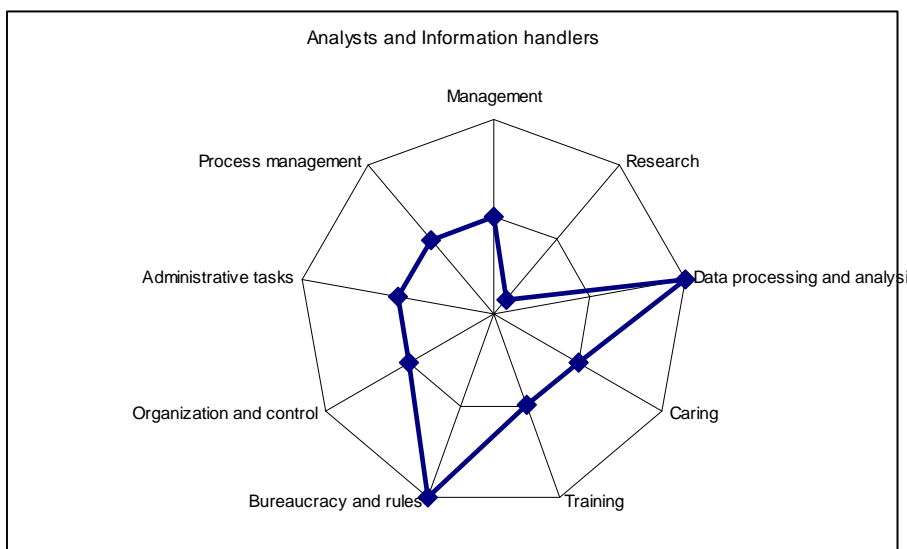 Analysts and Information handlers
Management
Process management
Research
Administrative tasks
Data processing and analysi
Organization and control
Caring
Bureaucracy and rules
Training